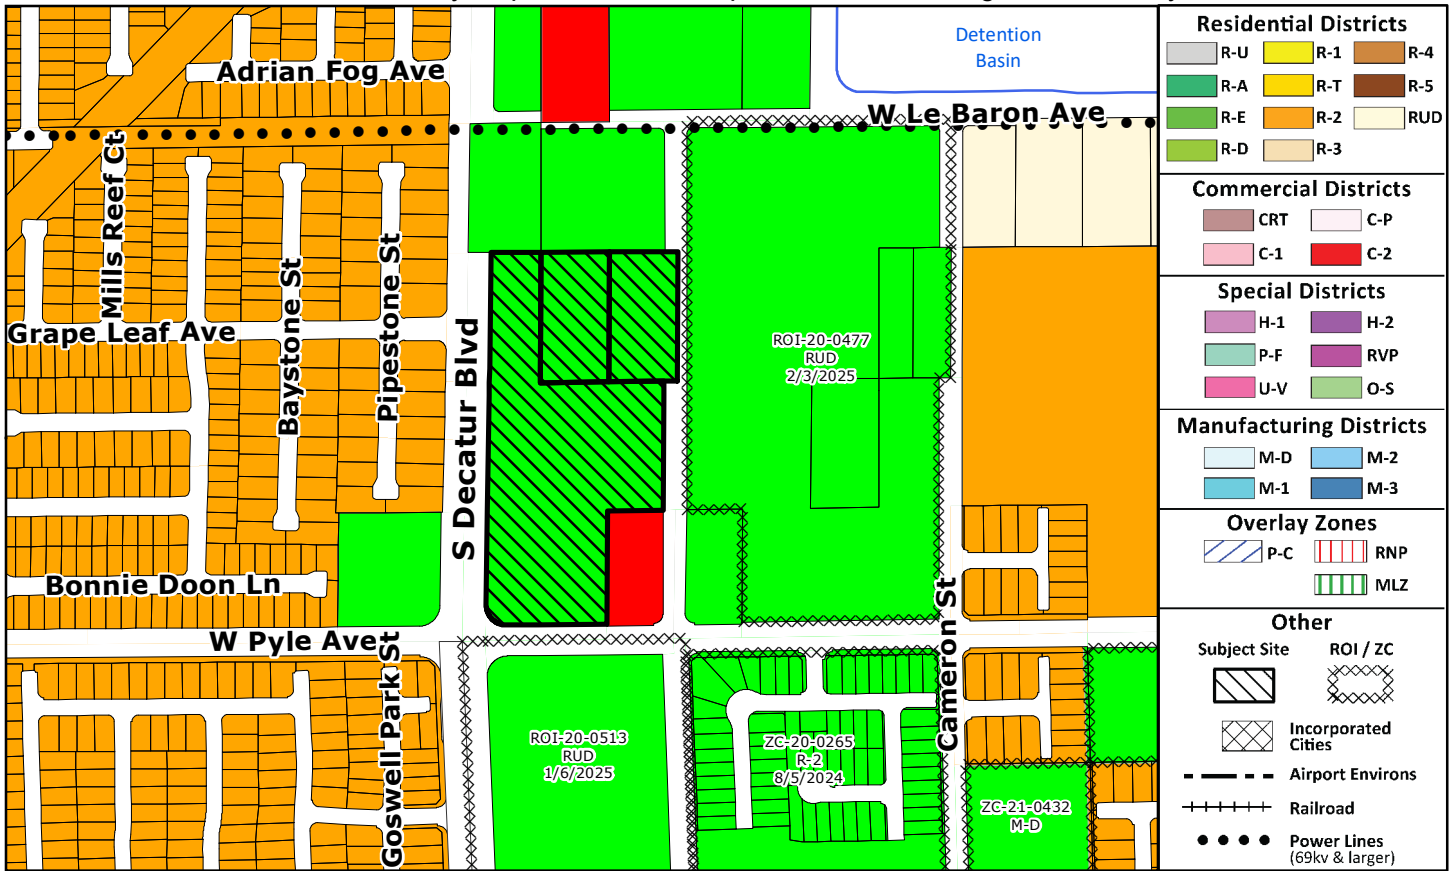 Detention
Basin
Adrian Fog Ave
W Le Baron Ave
Mills Reef Ct
Grape Leaf Ave
Baystone St
Pipestone St
S Decatur Blvd
ROI-20-0477
RUD
2/3/2025
Bonnie Doon Ln
W Pyle Ave
Goswell Park St
Cameron St
ROI-20-0513
RUD
1/6/2025
ZC-20-0265
R-2
8/5/2024
ZC-21-0432
M-D
Residential Districts
R-U R-1 R-4
R-A R-T R-5
R-E R-2 RUD
R-D R-3
Commercial Districts
CRT C-P
C-1 C-2
Special Districts
H-1 H-2
P-F RVP
U-V O-S
Manufacturing Districts
M-D M-2
M-1 M-3
Overlay Zones
P-C RNP
MLZ
Other
Subject Site ROI / ZC
Incorporated
Cities
Airport Environs
Railroad
Power Lines
(69kv & larger)